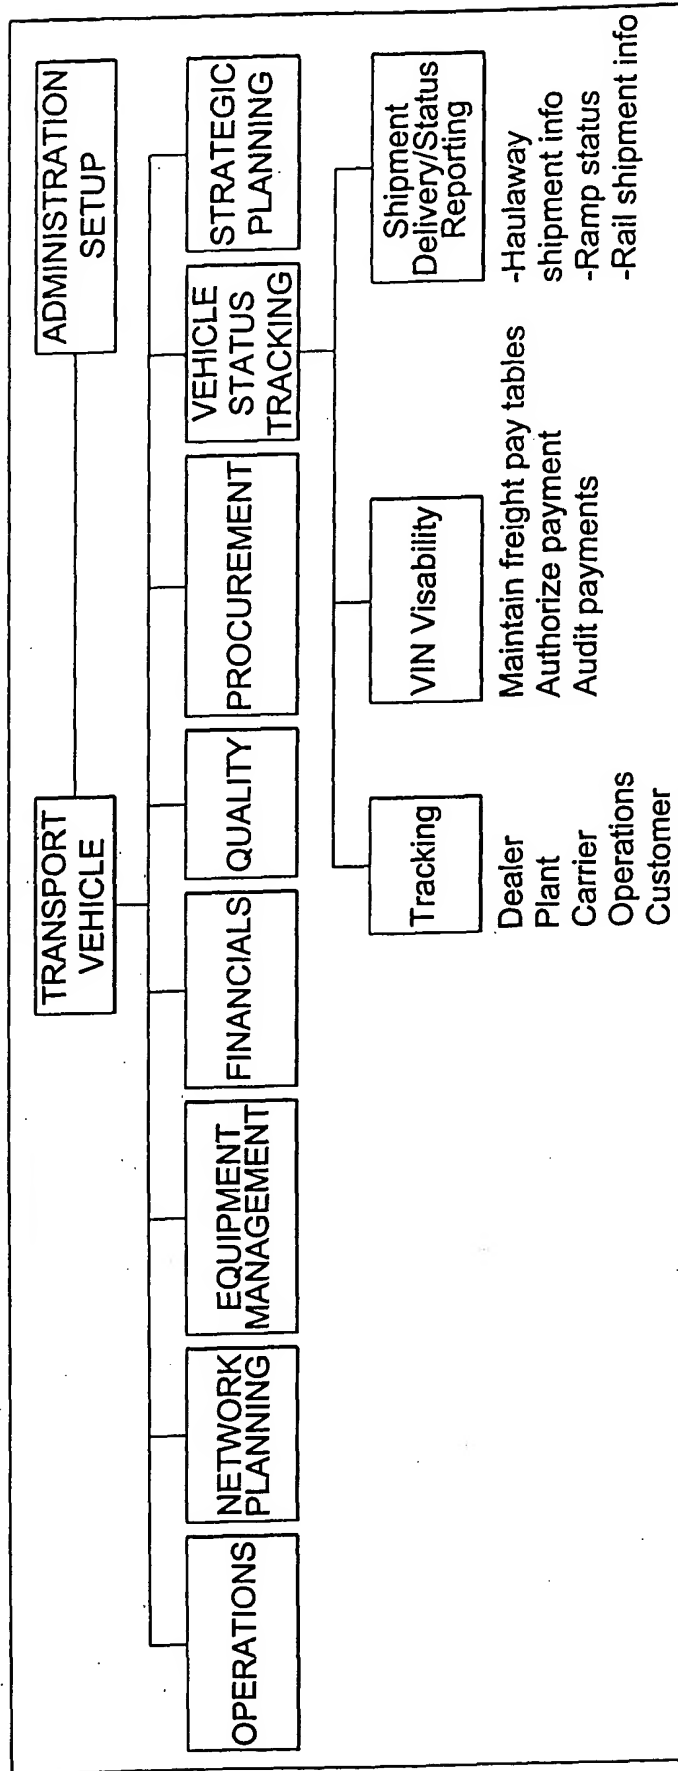 TRANSPORT
VEHICLE
ADMINISTRATION
SETUP
OPERATIONS
NETWORK
PLANNING
EQUIPMENT
MANAGEMENT
FINANCIALS
QUALITY
PROCUREMENT
VEHICLE
STATUS
TRACKING
STRATEGIC
PLANNING
Tracking
Dealer
Plant
Carrier
Operations
Customer
VIN Visability
Maintain freight pay tables
Authorize payment
Audit payments
Shipment
Delivery/Status
Reporting
-Haulaway
shipment info
-Ramp status
-Rail shipment info